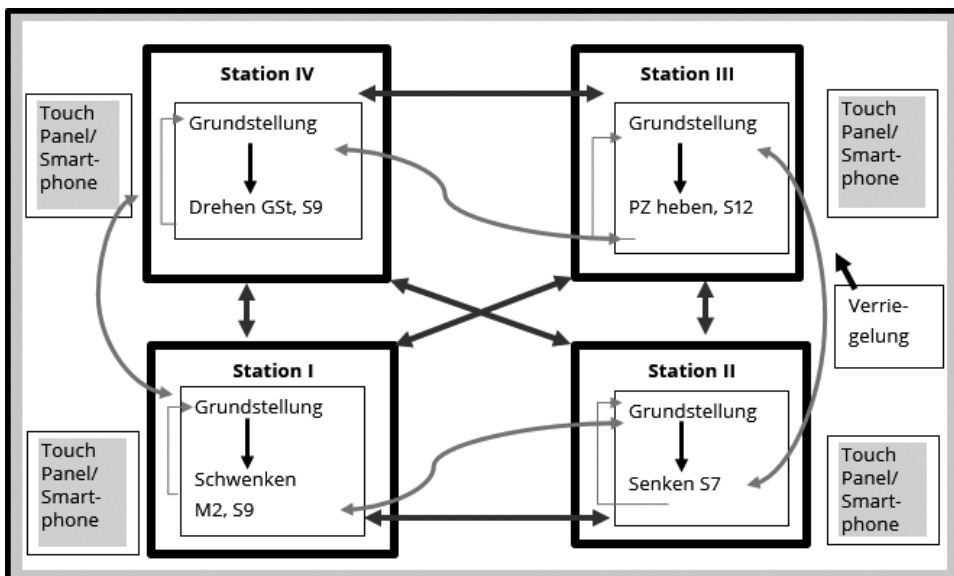 Station IV
Station III
Touch
Panel/
Smart-
phone
Grundstellung
Drehen GSt, S9
Grundstellung
PZ heben, S12
Touch
Panel/
Smart-
phone
Verrie-
gelung
Station I
Station II
Touch
Panel/
Smart-
phone
Grundstellung
Schwenken
M2, S9
Grundstellung
Senken S7
Touch
Panel/
Smart-
phone